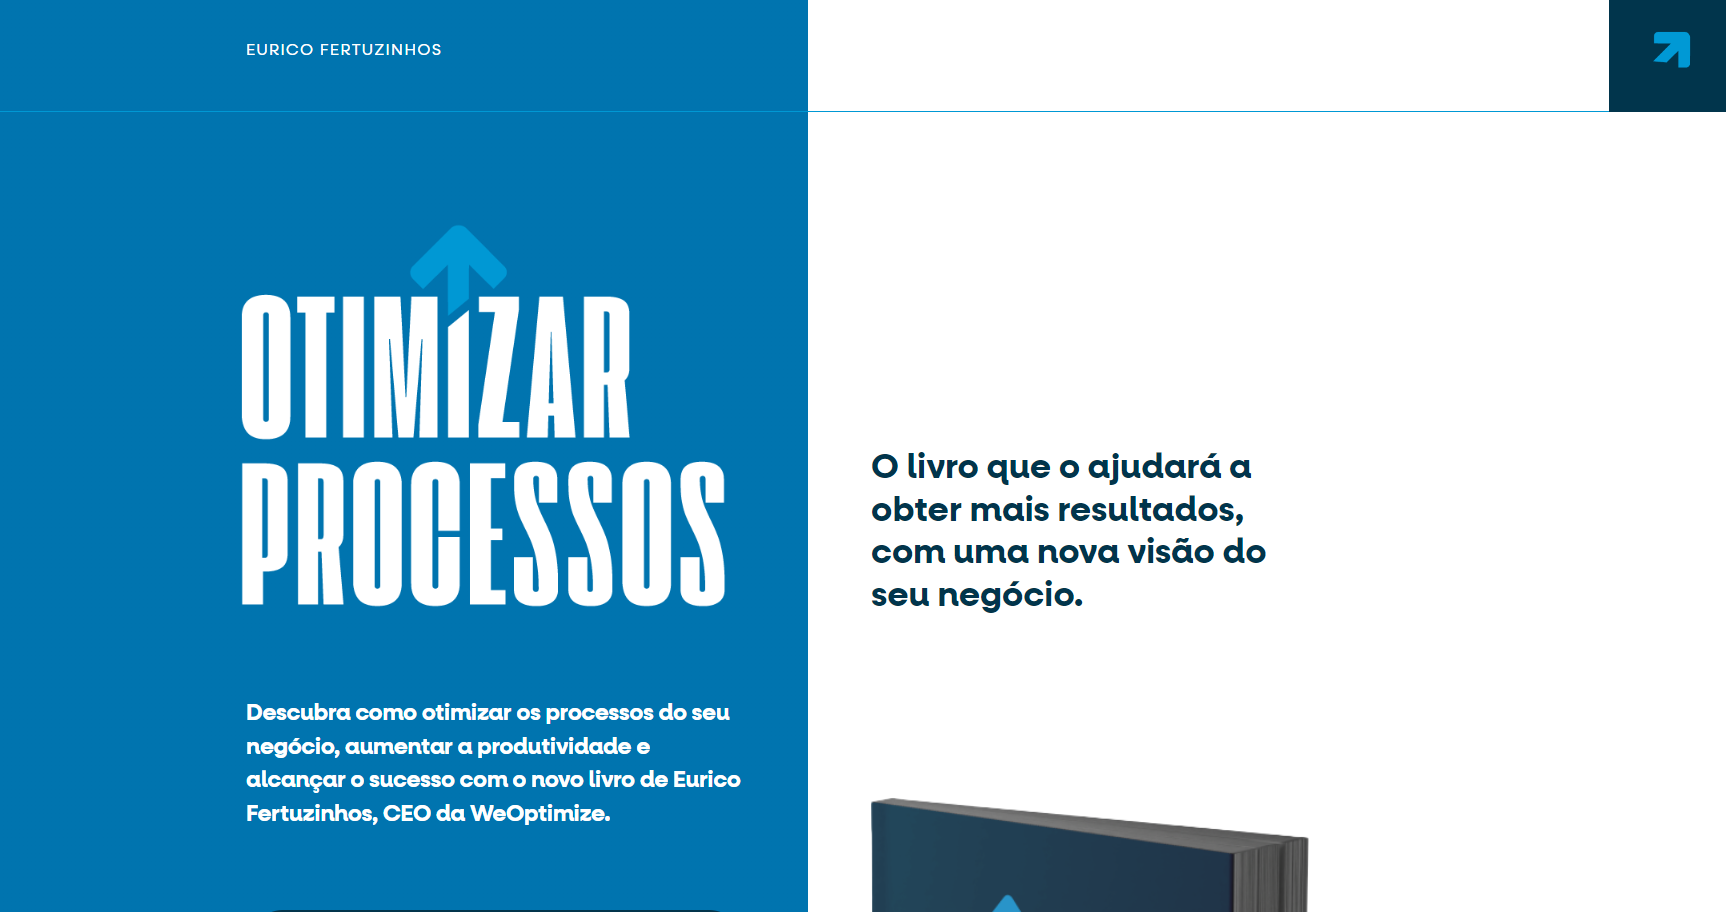 EURICO FERTUZINHOS
OTIMIZAR
PROCESSOS
Descubra como otimizar os processos do seu
negócio, aumentar a produtividade e
alcançar o sucesso com o novo livro de Eurico
Fertuzinhos, CEO da WeOptimize.
O livro que o ajudará a
obter mais resultados,
com uma nova visão do
seu negócio.